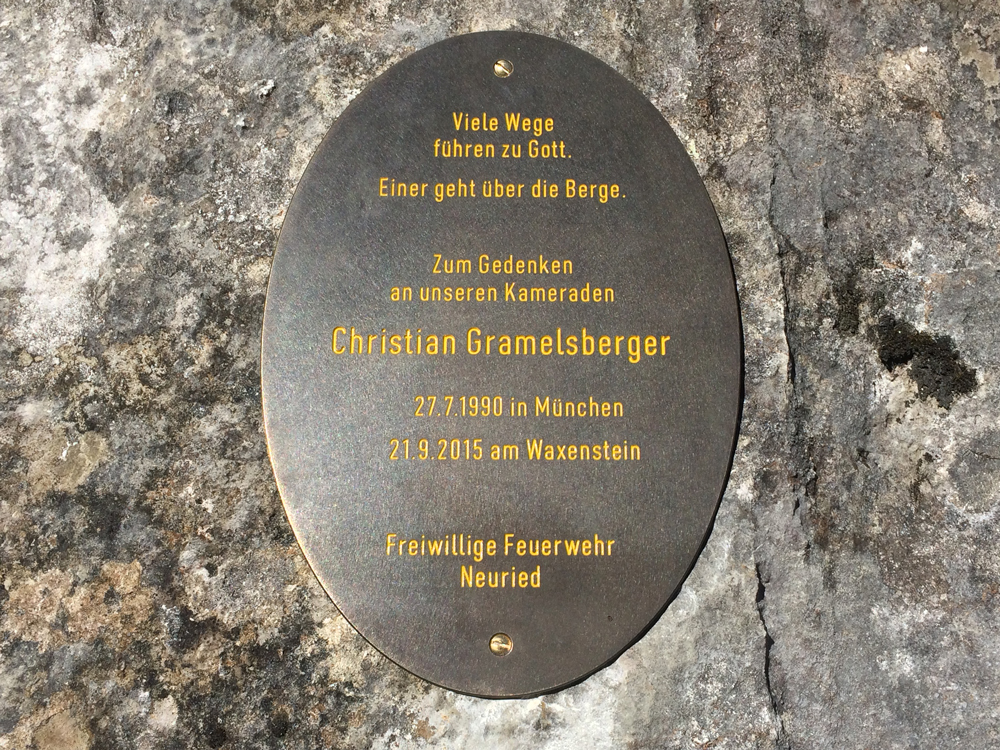 Viele Wege
führen zu Gott.
Einer geht über die Berge.
Zum Gedenken
an unseren Kameraden
Christian Gramelsberger
27.7.1990 in München
21.9.2015 am Waxenstein
Freiwillige Feuerwehr
Neuried